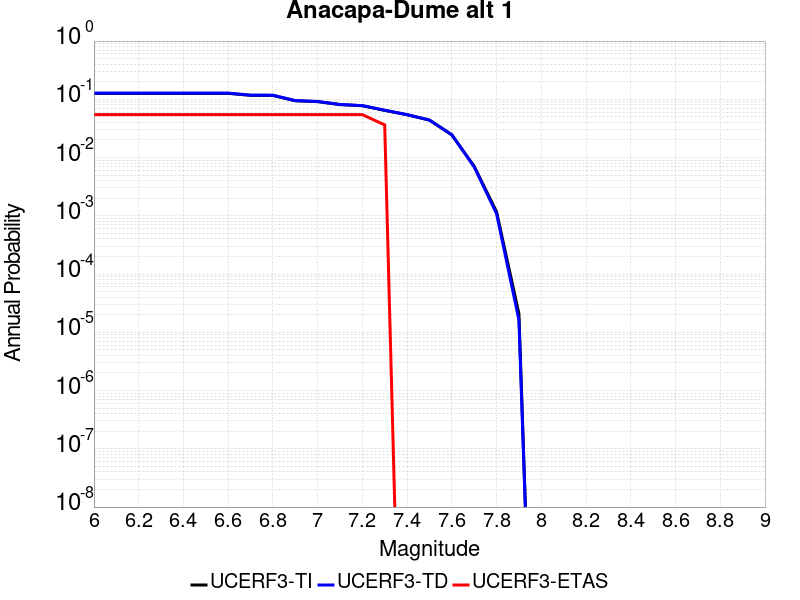 Anacapa-Dume alt 1
10^0
10^-1
10^-2
10^-3
10^-4
10^-5
10^-6
10^-7
10^-8
Annual Probability
6 6.2 6.4 6.6 6.8 7 7.2 7.4 7.6 7.8 8 8.2 8.4 8.6 8.8 9
Magnitude
UCERF3-TI UCERF3-TD UCERF3-ETAS